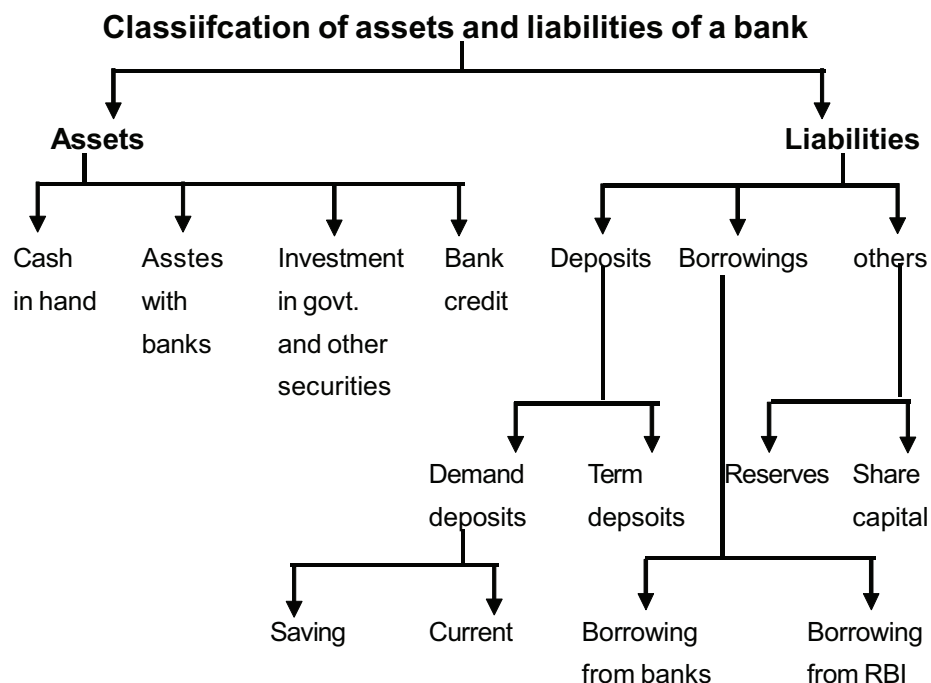 Classiifcation of assets and liabilities of a bank
Assets
Liabilities
Cash
in hand
Asstes
with
banks
Investment
in govt.
and other
securities
Bank
credit
Deposits
Borrowings
others
Demand
deposits
Term
depsoits
Reserves
Share
capital
Saving
Current
Borrowing
from banks
Borrowing
from RBI